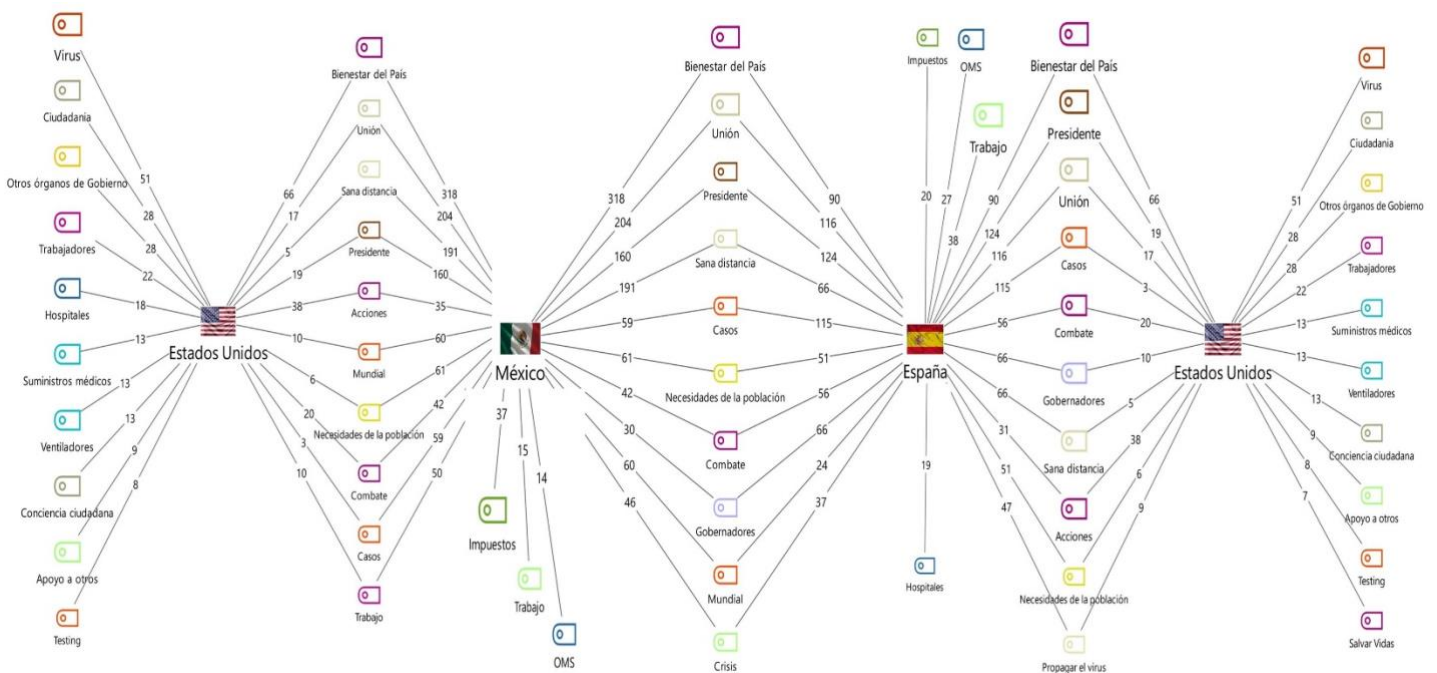 Virus
Ciudadania
Otros órganos de Gobierno
Trabajadores
Hospitales
Suministros médicos
Ventiladores
Conciencia ciudadana
Apoyo a otros
Testing
51
28
28
22
18
13
13
13
9
8
Estados Unidos
66
17
5
19
38
10
6
20
3
10
Bienestar del País
Unión
Sana distancia
Presidente
Acciones
Mundial
Necesidades de la población
Combate
Casos
Trabajo
318
204
191
160
35
60
61
42
59
50
México
37
15
14
Impuestos
Trabajo
OMS
318
204
160
191
59
61
42
30
60
46
Bienestar del País
Unión
Presidente
Sana distancia
Casos
Necesidades de la población
Combate
Gobernadores
Mundial
Crisis
90
116
124
66
115
51
56
66
24
37
España
Impuestos
OMS
Trabajo
20
27
38
19
Hospitales
90
124
116
115
56
66
66
31
51
47
Bienestar del País
Presidente
Unión
Casos
Combate
Gobernadores
Sana distancia
Acciones
Necesidades de la población
Propagar el virus
66
19
17
3
20
10
5
38
6
9
Estados Unidos
51
28
28
22
13
13
13
9
8
7
Virus
Ciudadania
Otros órganos de Gobierno
Trabajadores
Suministros médicos
Ventiladores
Conciencia ciudadana
Apoyo a otros
Testing
Salvar Vidas